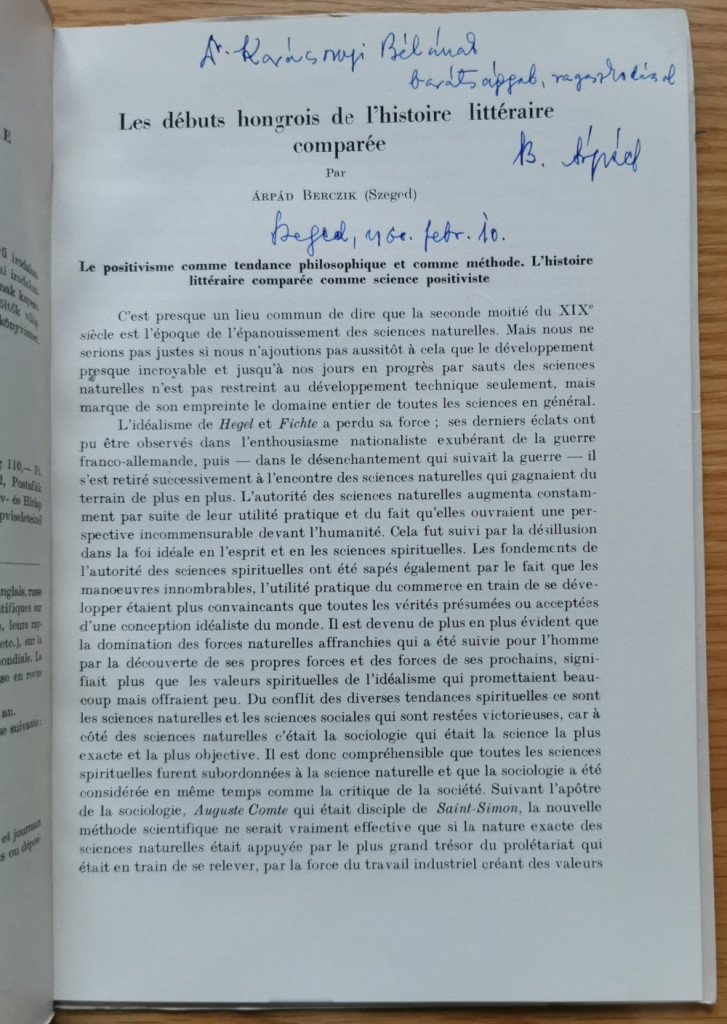 Dr. Karácsonyi Bélának
barátsággal, ragaszkodással
Les débuts hongrois de l'histoire littéraire
comparée
B. Árpád
Par
ÁRPÁD BERCZIK (Szeged)
Szeged, febr. 10.
Le positivisme comme tendance philosophique et comme méthode. L'histoire
littéraire comparée comme science positiviste
C'est presque un lieu commun de dire que la seconde moitié du XIXe
siècle est l'époque de l'épanouissement des sciences naturelles. Mais nous ne
serions pas justes si nous n'ajoutions pas aussitôt à cela que le développement
presque incroyable et jusqu'à nos jours en progrès par sauts des sciences
naturelles n'est pas restreint au développement technique seulement, mais
marque de son empreinte le domaine entier de toutes les sciences en général.
L'idéalisme de Hegel et Fichte a perdu sa force ; ses derniers éclats ont
pu être observés dans l'enthousiasme nationaliste exubérant de la guerre
franco-allemande, puis — dans le désenchantement qui suivait la guerre — il
s'est retiré successivement à l'encontre des sciences naturelles qui gagnaient du
terrain de plus en plus. L'autorité des sciences naturelles augmenta constam-
ment par suite de leur utilité pratique et du fait qu'elles ouvraient une per-
spective incommensurable devant l'humanité. Cela fut suivi par la désillusion
dans la foi idéale en l'esprit et en les sciences spirituelles. Les fondements de
l'autorité des sciences spirituelles ont été sapés également par le fait que les
manoeuvres innombrables, l'utilité pratique du commerce en train de se déve-
lopper étaient plus convaincants que toutes les vérités présumées ou acceptées
d'une conception idéaliste du monde. Il est devenu de plus en plus évident que
la domination des forces naturelles affranchies qui a été suivie pour l'homme
par la découverte de ses propres forces et des forces de ses prochains, signi-
fiait plus que les valeurs spirituelles de l'idéalisme qui promettaient beau-
coup mais offraient peu. Du conflit des diverses tendances spirituelles ce sont
les sciences naturelles et les sciences sociales qui sont restées victorieuses, car à
côté des sciences naturelles c'était la sociologie qui était la science la plus
exacte et la plus objective. Il est donc compréhensible que toutes les sciences
spirituelles furent subordonnées à la science naturelle et que la sociologie a été
considérée en même temps comme la critique de la société. Suivant l'apôtre
de la sociologie, Auguste Comte qui était disciple de Saint-Simon, la nouvelle
méthode scientifique ne serait vraiment effective que si la nature exacte des
sciences naturelles était appuyée par le plus grand trésor du prolétariat qui
était en train de se relever, par la force du travail industriel créant des valeurs